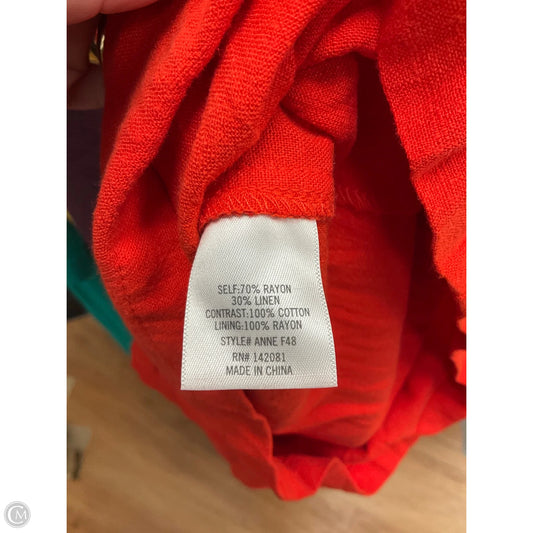 SELF:70% RAYON
30% LINEN
CONTRAST:100% COTTON
LINING:100% RAYON
STYLE# ANNE F48
RN# 142081
MADE IN CHINA
CM